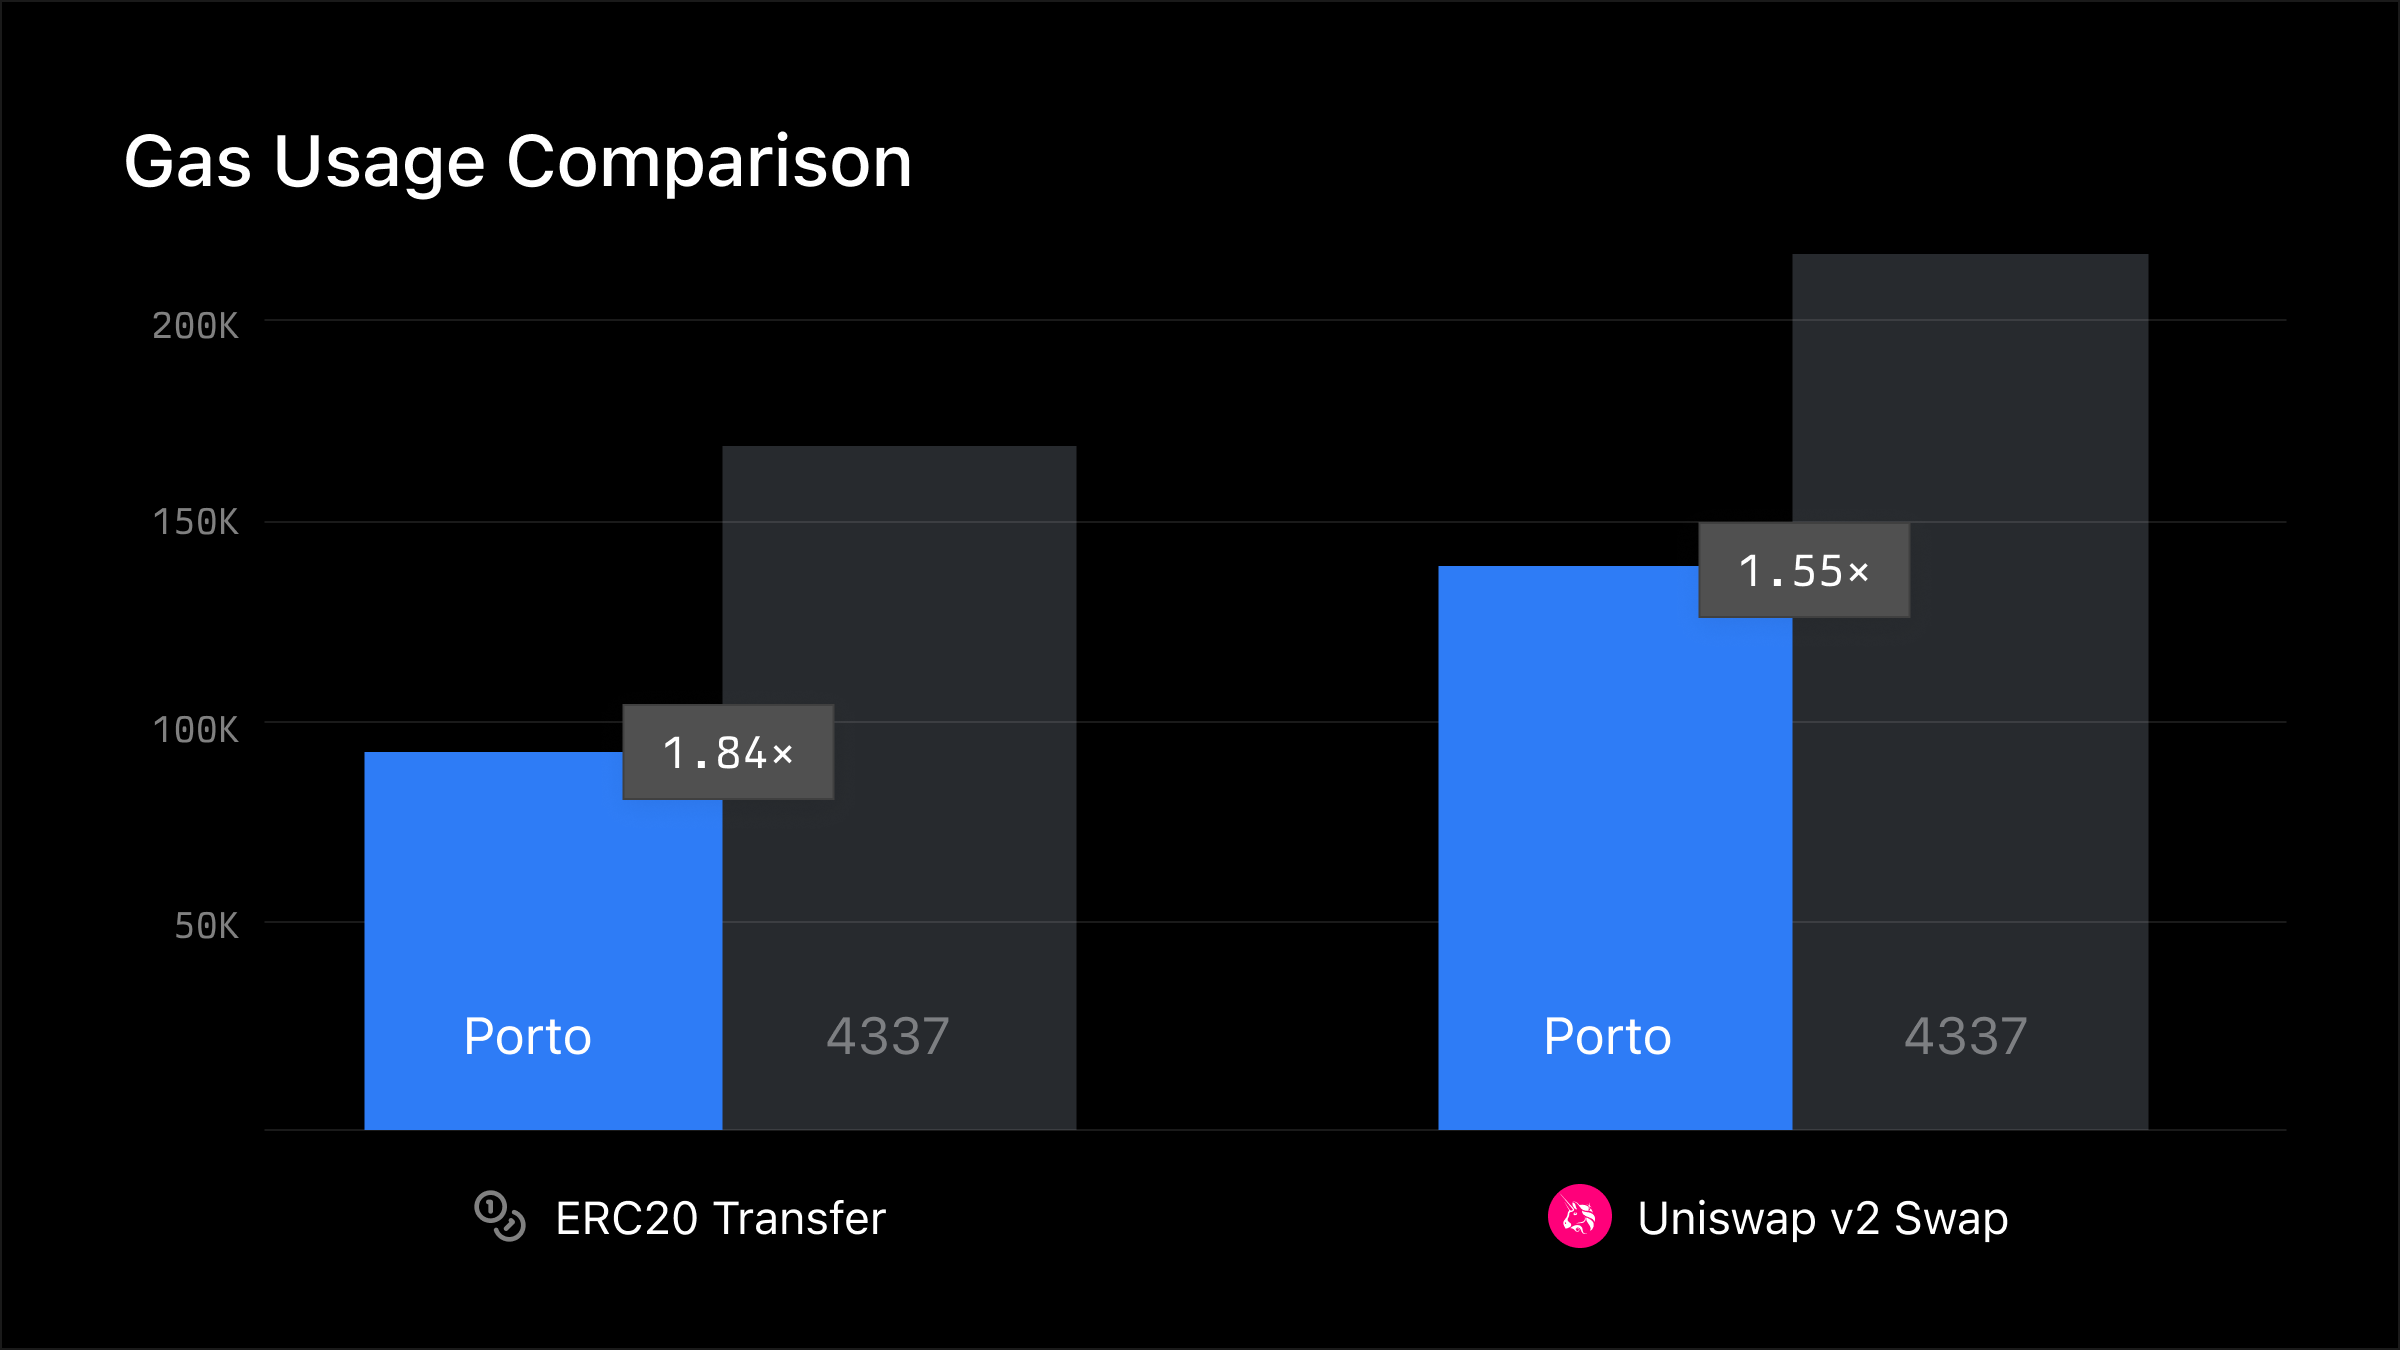 Gas Usage Comparison
200K
150K
1.55×
100K
1.84×
50K
Porto
4337
Porto
4337
ERC20 Transfer
Uniswap v2 Swap